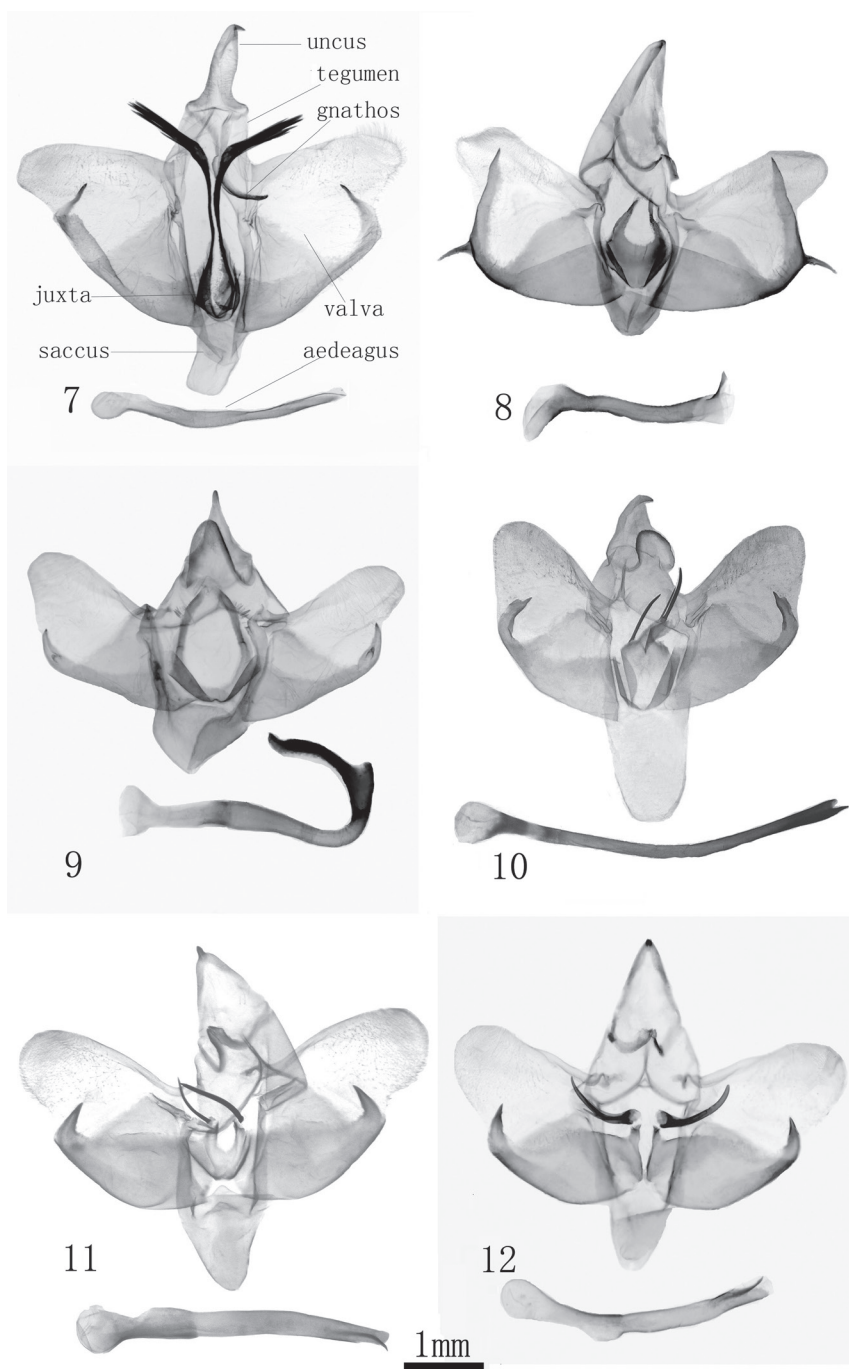 uncus
tegumen
gnathos
juxta
valva
saccus
aedeagus
7
8
9
10
11
12
1mm